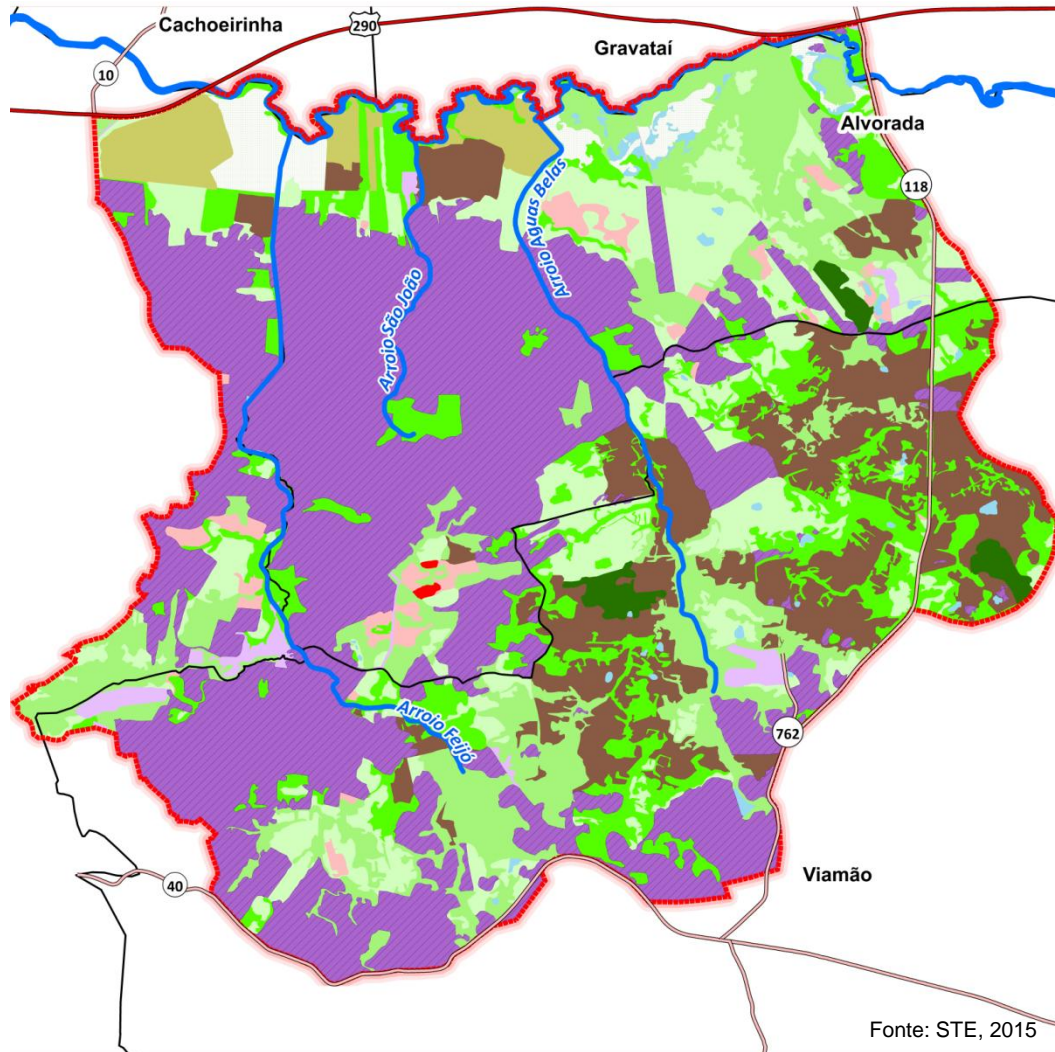 Cachoeirinha
290
Gravataí
10
Alvorada
118
Arroio Águas Belas
Arroio São João
Arroio Feijó
762
Viamão
40
Fonte: STE, 2015